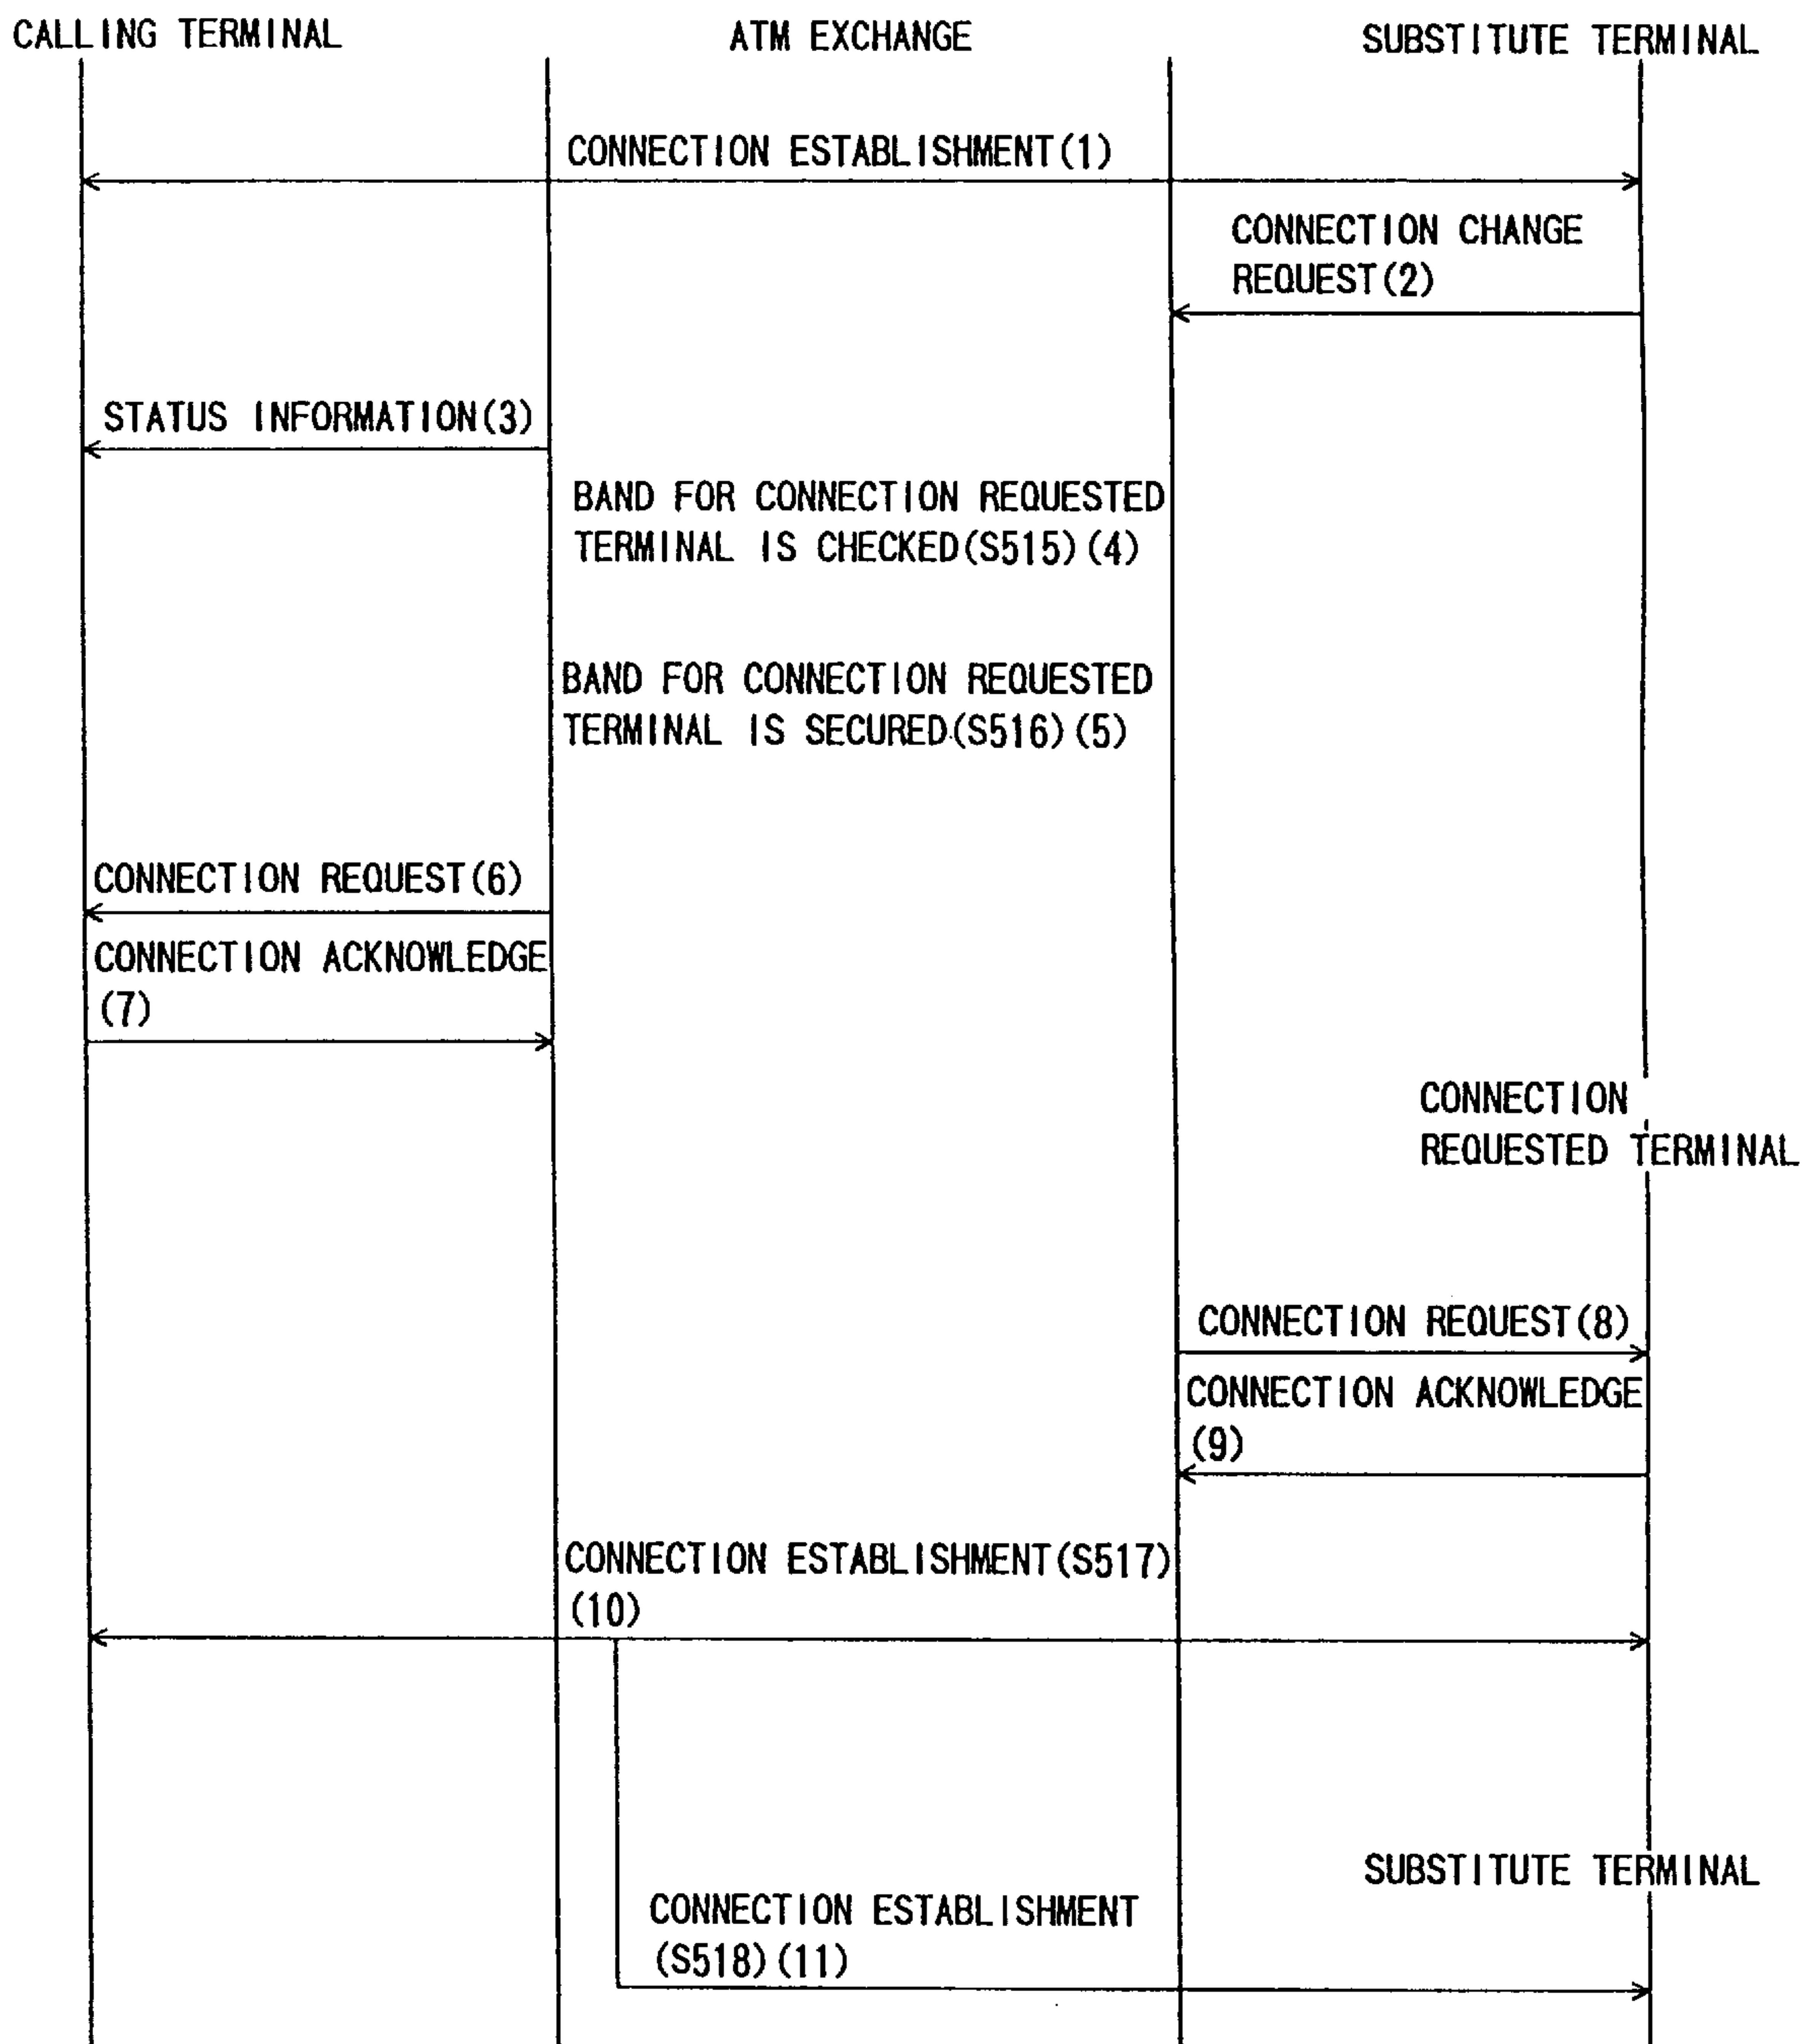 CALLING TERMINAL
ATM EXCHANGE
SUBSTITUTE TERMINAL
CONNECTION ESTABLISHMENT(1)
CONNECTION CHANGE
REQUEST(2)
STATUS INFORMATION(3)
BAND FOR CONNECTION REQUESTED
TERMINAL IS CHECKED(S515)(4)
BAND FOR CONNECTION REQUESTED
TERMINAL IS SECURED(S516)(5)
CONNECTION REQUEST(6)
CONNECTION ACKNOWLEDGE
(7)
CONNECTION
REQUESTED TERMINAL
CONNECTION REQUEST(8)
CONNECTION ACKNOWLEDGE
(9)
CONNECTION ESTABLISHMENT(S517)
(10)
SUBSTITUTE TERMINAL
CONNECTION ESTABLISHMENT
(S518)(11)